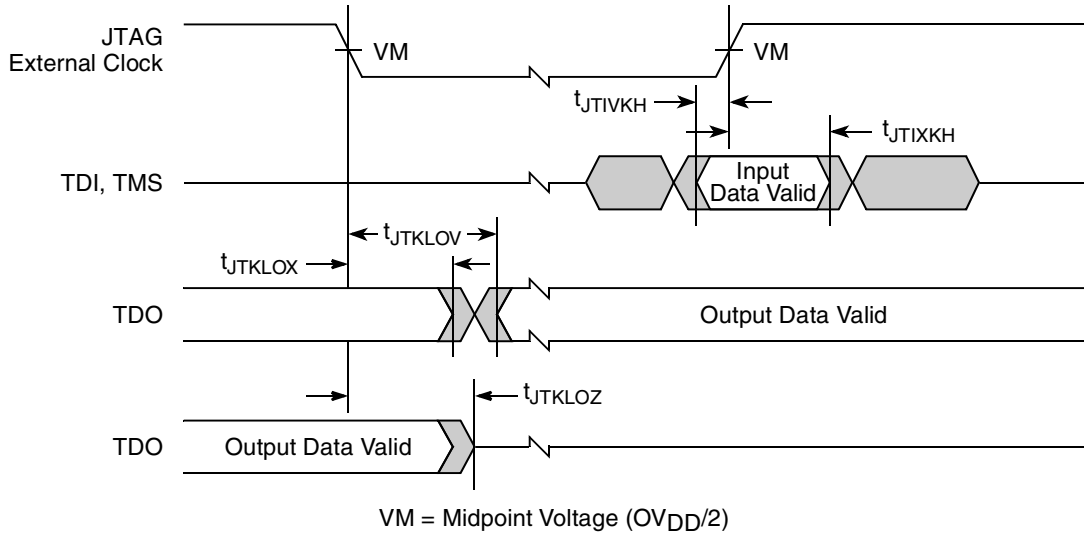 JTAG
External Clock
VM
VM
tJTIVKH
tJTIXKH
TDI, TMS
Input
Data Valid
tJTKLOV
tJTKLOX
TDO
Output Data Valid
tJTKLOZ
TDO
Output Data Valid
VM = Midpoint Voltage (OVDD/2)